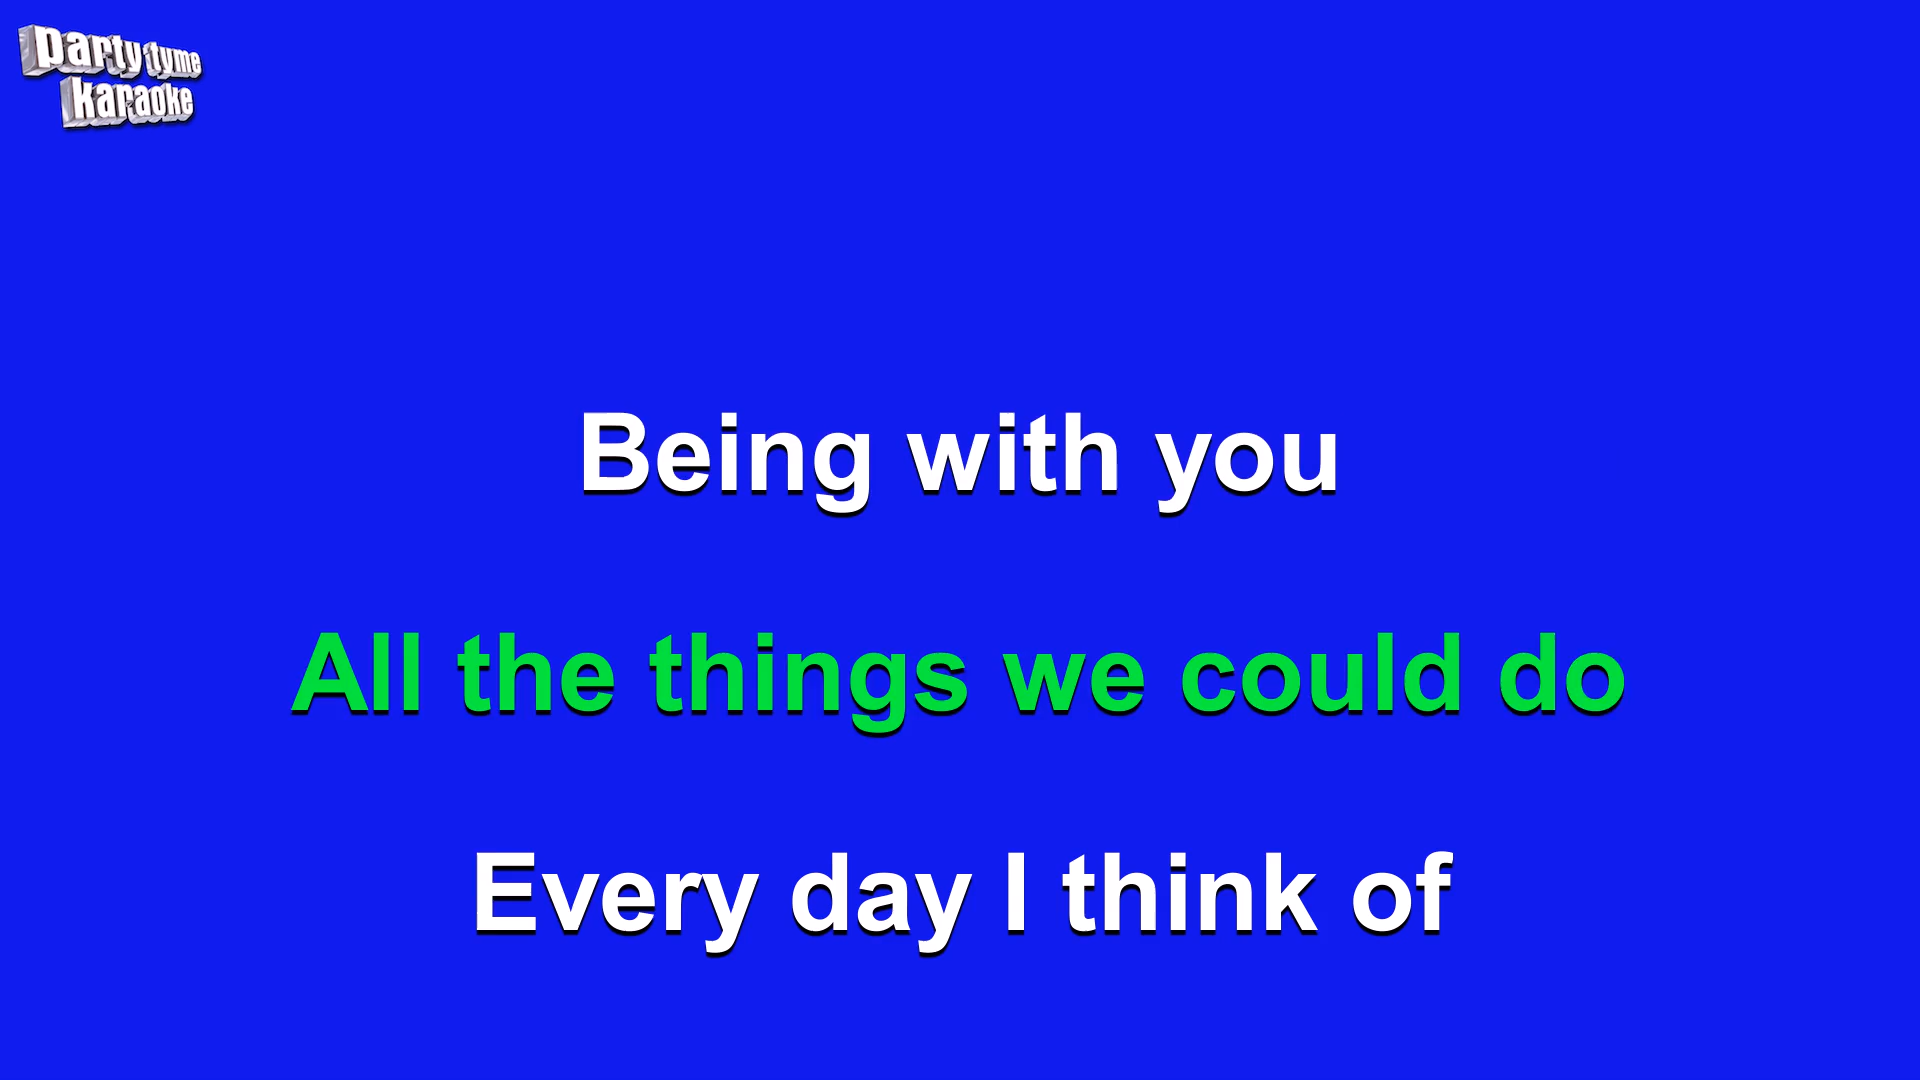 party tyme
karaoke
Being with you
All the things we could do
Every day I think of